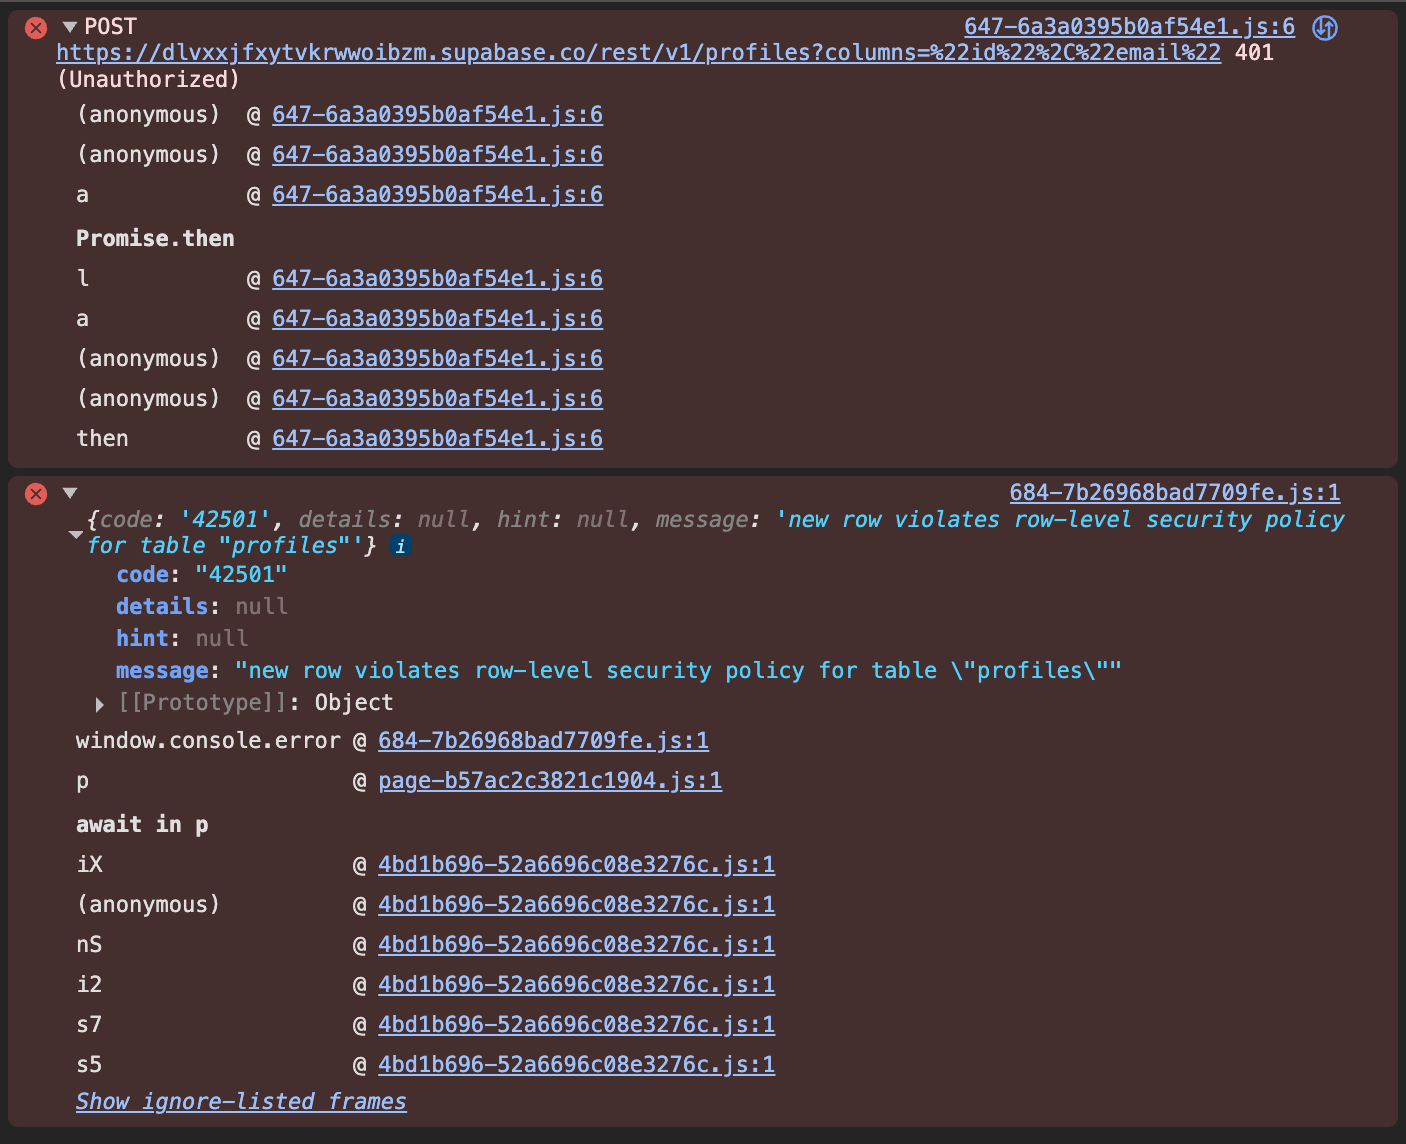 POST 647-6a3a0395b0af54e1.js:6
https://dlvxxjfxytvkrwwoibzm.supabase.co/rest/v1/profiles?columns=%22id%22%2C%22email%22 401
(Unauthorized)
(anonymous) @ 647-6a3a0395b0af54e1.js:6
(anonymous) @ 647-6a3a0395b0af54e1.js:6
a @ 647-6a3a0395b0af54e1.js:6
Promise.then
l @ 647-6a3a0395b0af54e1.js:6
a @ 647-6a3a0395b0af54e1.js:6
(anonymous) @ 647-6a3a0395b0af54e1.js:6
(anonymous) @ 647-6a3a0395b0af54e1.js:6
then @ 647-6a3a0395b0af54e1.js:6
684-7b26968bad7709fe.js:1
{code: '42501', details: null, hint: null, message: 'new row violates row-level security policy
for table "profiles"'} i
code: "42501"
details: null
hint: null
message: "new row violates row-level security policy for table \"profiles\""
[[Prototype]]: Object
window.console.error @ 684-7b26968bad7709fe.js:1
p @ page-b57ac2c3821c1904.js:1
await in p
iX @ 4bd1b696-52a6696c08e3276c.js:1
(anonymous) @ 4bd1b696-52a6696c08e3276c.js:1
nS @ 4bd1b696-52a6696c08e3276c.js:1
i2 @ 4bd1b696-52a6696c08e3276c.js:1
s7 @ 4bd1b696-52a6696c08e3276c.js:1
s5 @ 4bd1b696-52a6696c08e3276c.js:1
Show ignore-listed frames